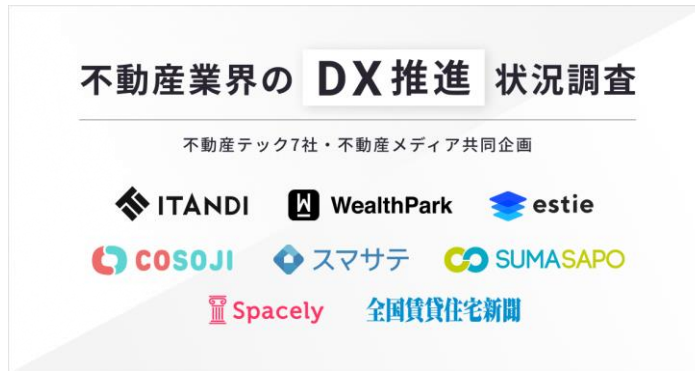 不動産業界の DX推進 状況調査
不動産テック7社・不動産メディア共同企画
ITANDI WealthPark estie
COSOJI スマサテ SUMASAPO
Spacely 全国賃貸住宅新聞